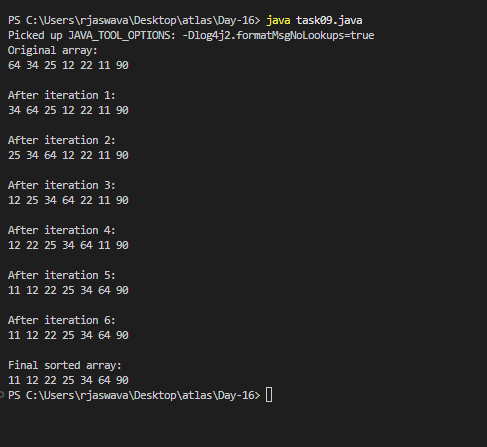 PS C:\Users\rjaswava\Desktop\atlas\Day-16> java task09.java
Picked up JAVA_TOOL_OPTIONS: -Dlog4j2.formatMsgNoLookups=true
Original array:
64 34 25 12 22 11 90
After iteration 1:
34 64 25 12 22 11 90
After iteration 2:
25 34 64 12 22 11 90
After iteration 3:
12 25 34 64 22 11 90
After iteration 4:
12 22 25 34 64 11 90
After iteration 5:
11 12 22 25 34 64 90
After iteration 6:
11 12 22 25 34 64 90
Final sorted array:
11 12 22 25 34 64 90
PS C:\Users\rjaswava\Desktop\atlas\Day-16>